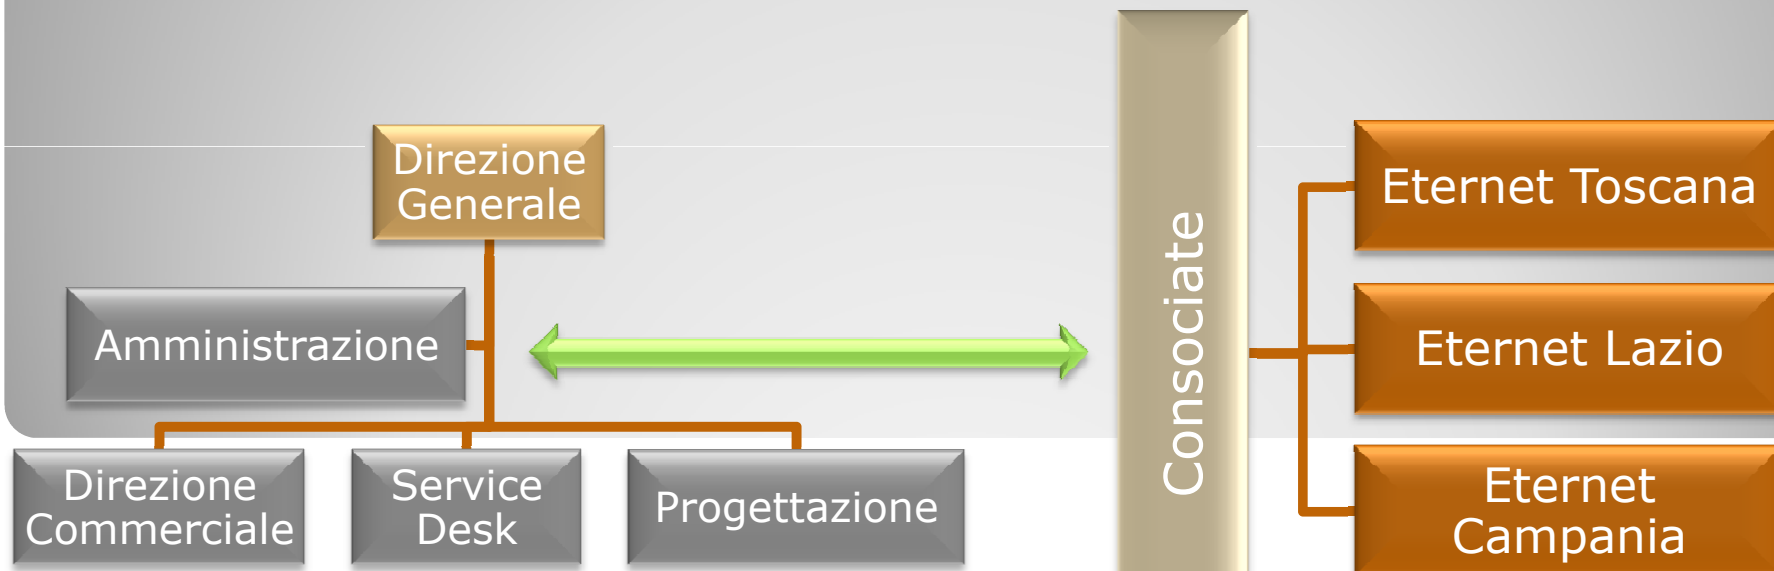 Direzione
Generale
Amministrazione
Direzione
Commerciale
Service
Desk
Progettazione
Consociate
Eternet Toscana
Eternet Lazio
Eternet
Campania